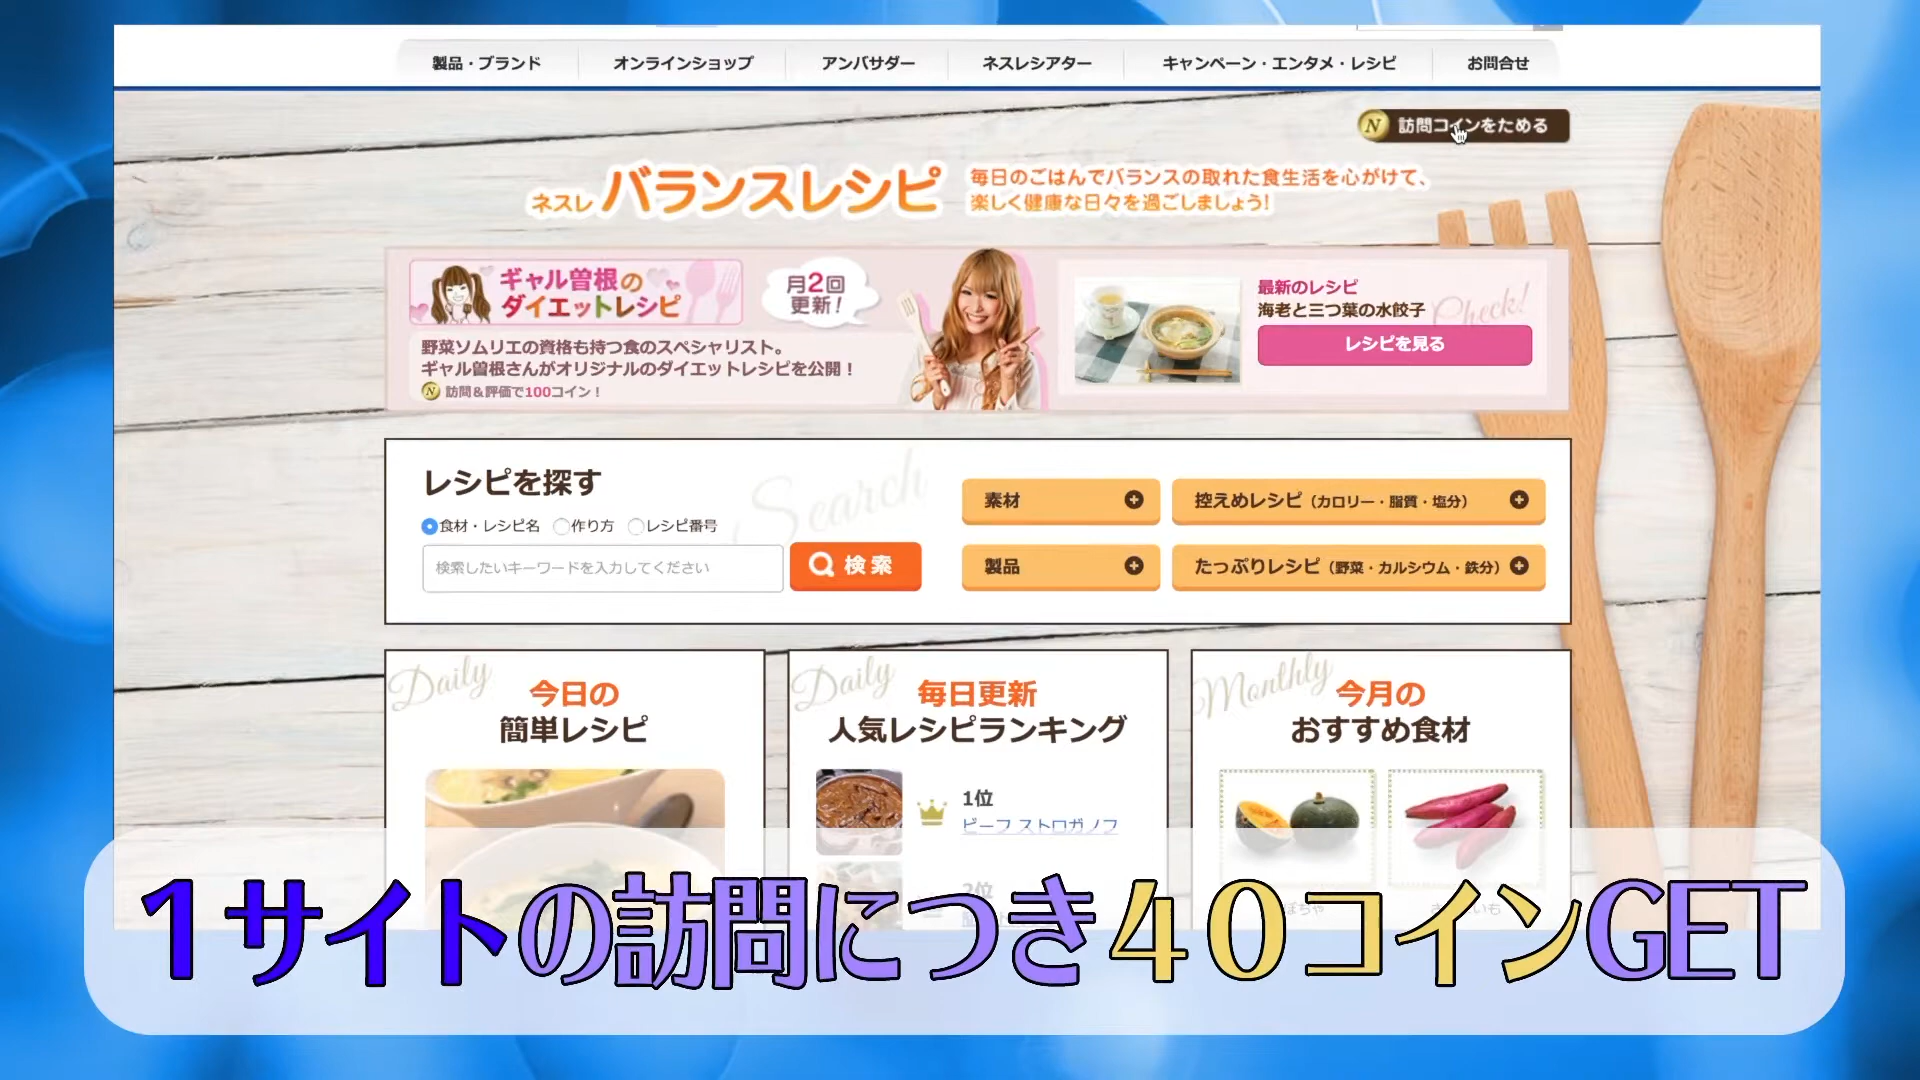 製品・ブランド
オンラインショップ
アンバサダー
ネスレシアター
キャンペーン・エンタメ・レシピ
お問合せ
N 訪問コインをためる
ネスレ バランスレシピ
毎日のごはんでバランスの取れた食生活を心がけて、
楽しく健康な日々を過ごしましょう!
ギャル曽根の
ダイエットレシピ
月2回
更新!
野菜ソムリエの資格も持つ食のスペシャリスト。
ギャル曽根さんがオリジナルのダイエットレシピを公開！
N 訪問＆評価で100コイン！
最新のレシピ
海老と三つ葉の水餃子
Check!
レシピを見る
レシピを探す
Search
食材・レシピ名 作り方 レシピ番号
検索したいキーワードを入力してください
検索
素材
控えめレシピ（カロリー・脂質・塩分）
製品
たっぷりレシピ（野菜・カルシウム・鉄分）
Daily
今日の
簡単レシピ
Daily
毎日更新
人気レシピランキング
1位
ビーフ ストロガノフ
2位
Monthly
今月の
おすすめ食材
１サイトの訪問につき４０コインGET